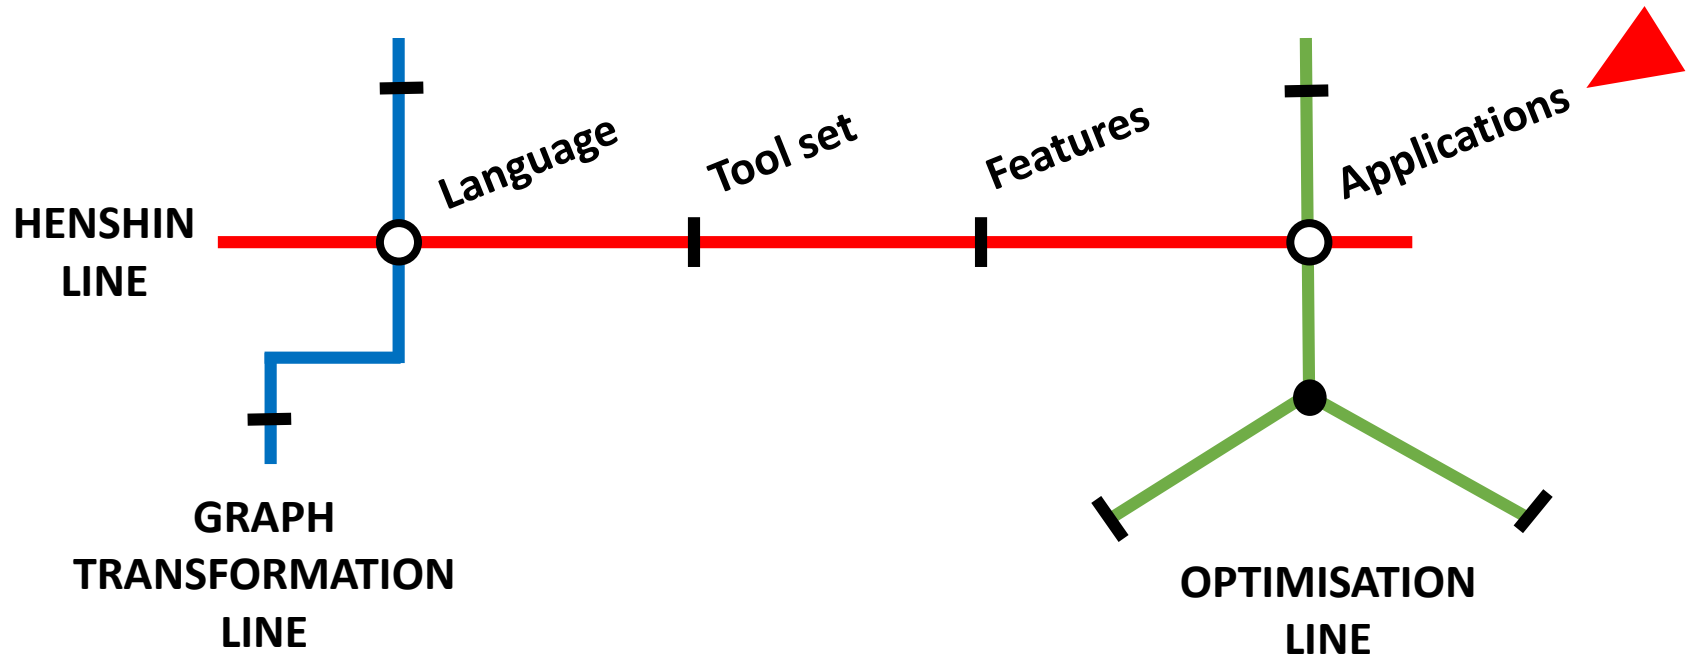 Language
Tool set
Features
Applications
HENSHIN
LINE
GRAPH
TRANSFORMATION
LINE
OPTIMISATION
LINE